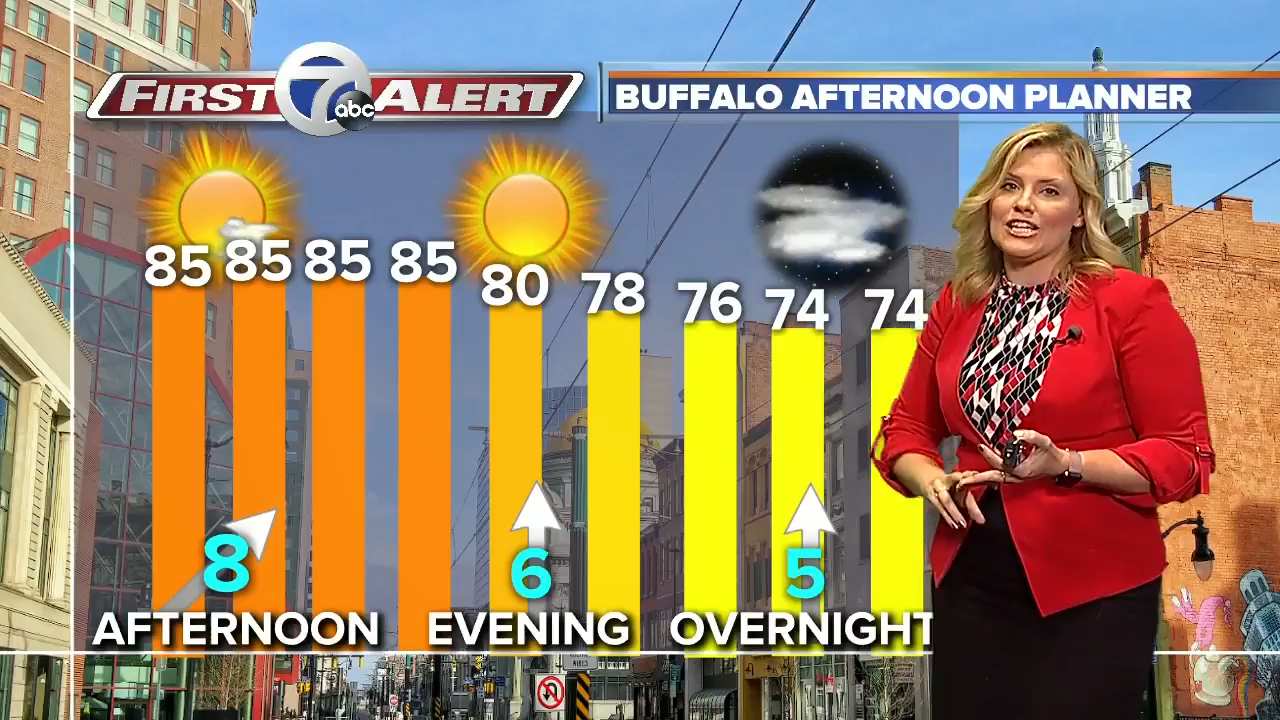 FIRST 7 abc ALERT
BUFFALO AFTERNOON PLANNER
85 85 85 85 80 78 76 74 74
8 6 5
AFTERNOON EVENING OVERNIGHT